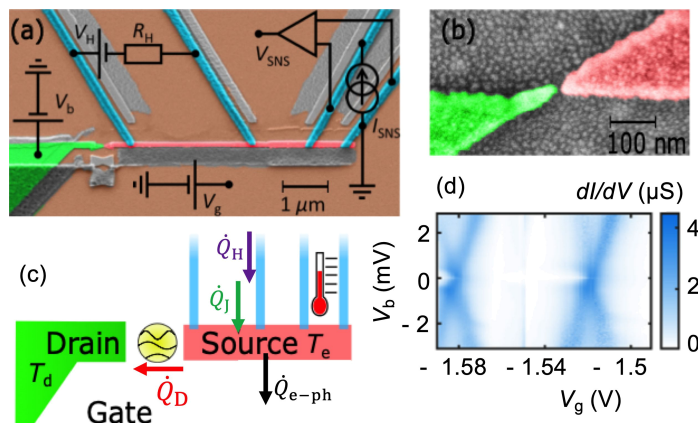 (a)
V_H
R_H
V_SNS
I_SNS
V_b
V_g
1 μm
(b)
100 nm
(c)
Q̇_H
Q̇_J
Drain
T_d
Source T_e
Q̇_D
Q̇_e-ph
Gate
(d)
dI/dV (μS)
V_b (mV)
2
0
- 2
4
2
0
- 1.58 - 1.54 - 1.5
V_g (V)